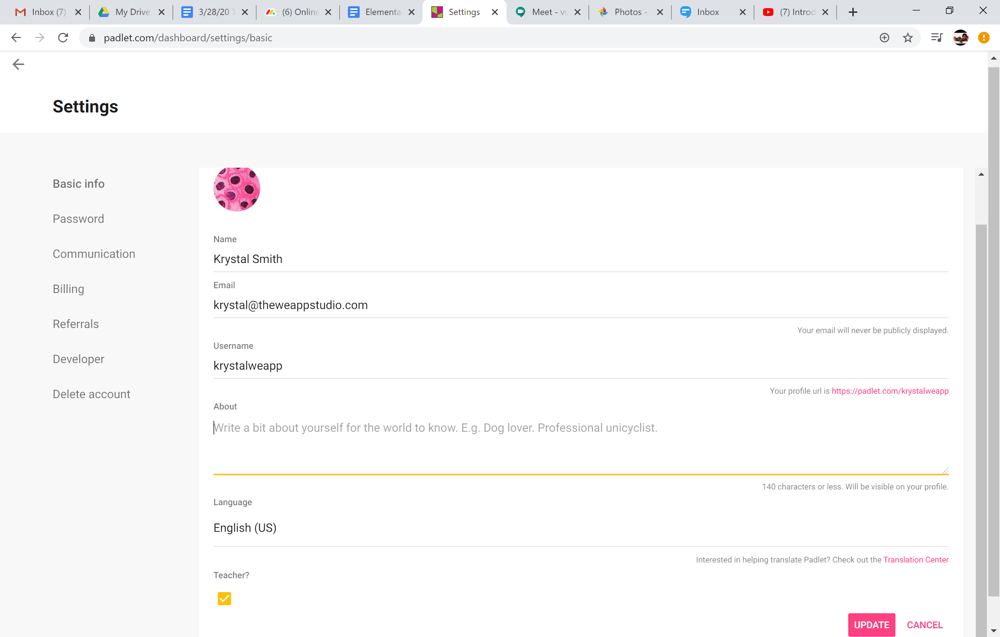 Inbox (7) My Drive 3/28/20 (6) Online Elementa Settings Meet - Photos - Inbox (7) Introd
padlet.com/dashboard/settings/basic
Settings
Basic info
Password
Communication
Billing
Referrals
Developer
Delete account
Name
Krystal Smith
Email
krystal@theweappstudio.com
Your email will never be publicly displayed.
Username
krystalweapp
Your profile url is https://padlet.com/krystalweapp
About
Write a bit about yourself for the world to know. E.g. Dog lover. Professional unicyclist.
140 characters or less. Will be visible on your profile.
Language
English (US)
Interested in helping translate Padlet? Check out the Translation Center
Teacher?
UPDATE CANCEL